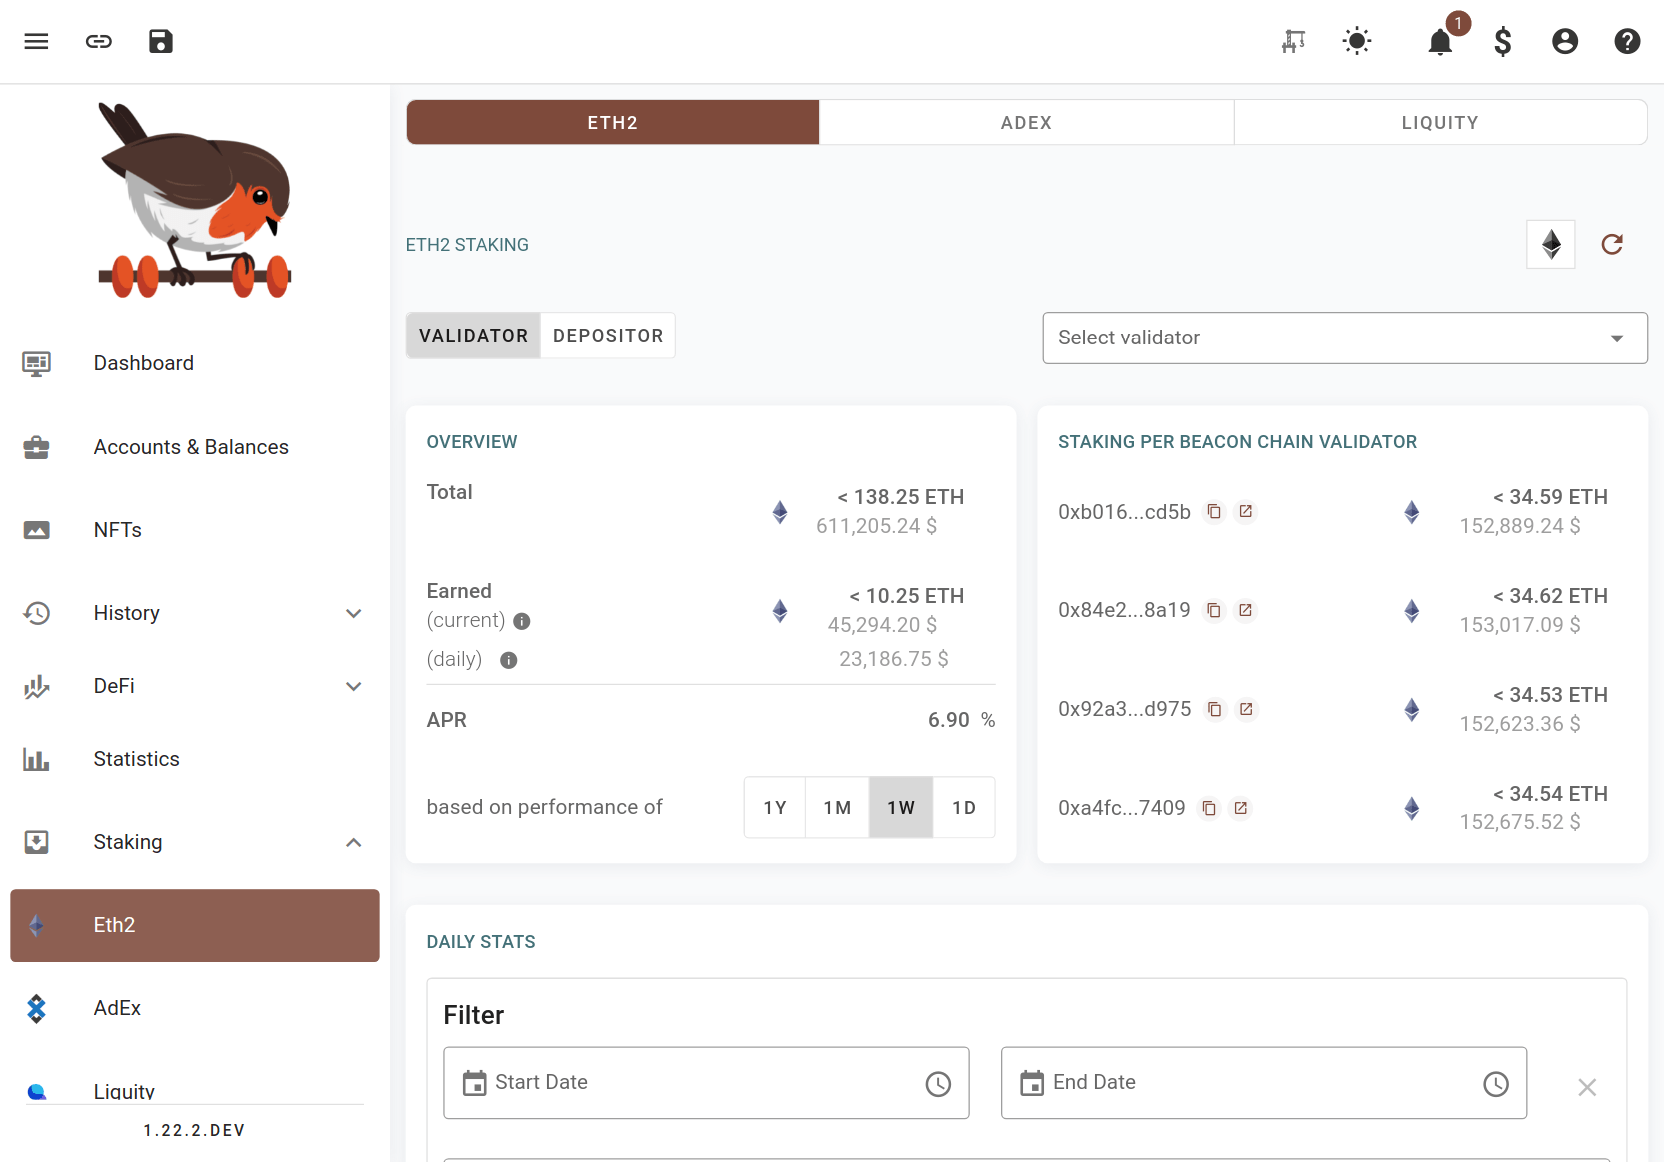 1
ETH2
ADEX
LIQUITY
ETH2 STAKING
VALIDATOR
DEPOSITOR
Select validator
Dashboard
Accounts & Balances
NFTs
History
DeFi
Statistics
Staking
Eth2
AdEx
Liquity
1.22.2.DEV
OVERVIEW
Total
< 138.25 ETH
611,205.24 $
Earned
(current)
< 10.25 ETH
45,294.20 $
(daily)
23,186.75 $
APR
6.90 %
based on performance of
1Y
1M
1W
1D
STAKING PER BEACON CHAIN VALIDATOR
0xb016...cd5b
< 34.59 ETH
152,889.24 $
0x84e2...8a19
< 34.62 ETH
153,017.09 $
0x92a3...d975
< 34.53 ETH
152,623.36 $
0xa4fc...7409
< 34.54 ETH
152,675.52 $
DAILY STATS
Filter
Start Date
End Date